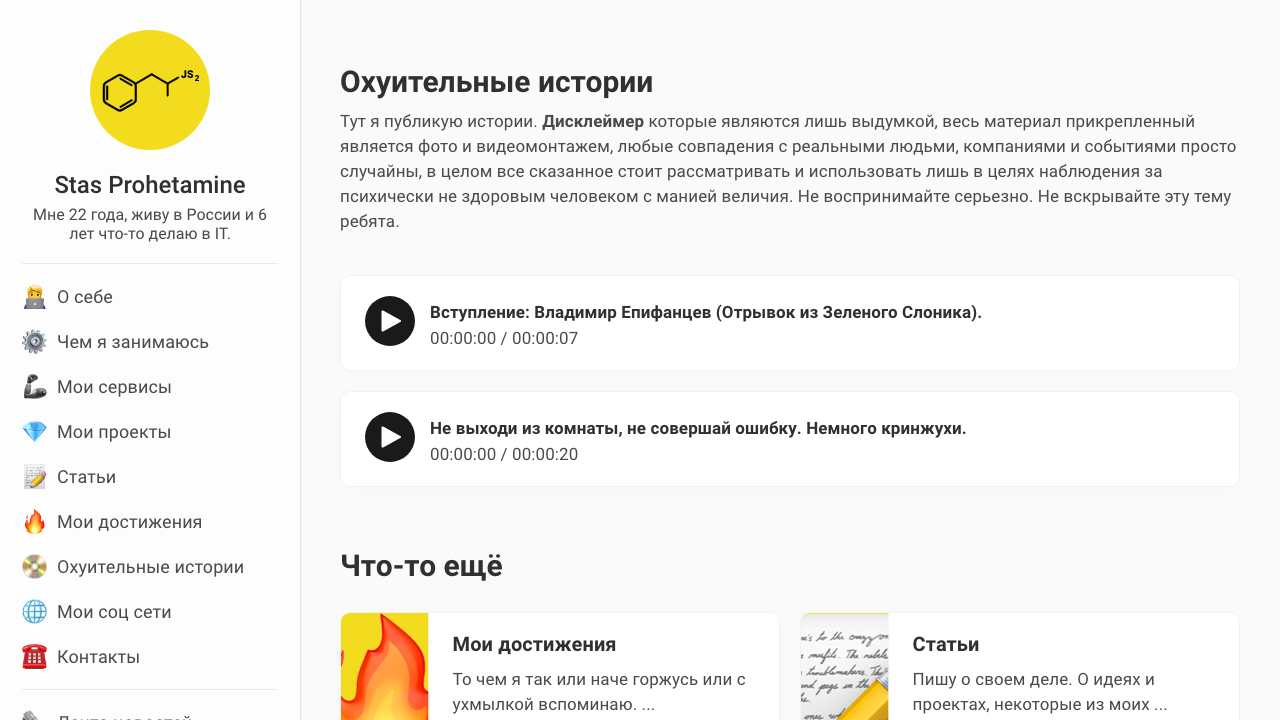 JS2
Stas Prohetamine
Мне 22 года, живу в России и 6
лет что-то делаю в IT.
О себе
Чем я занимаюсь
Мои сервисы
Мои проекты
Статьи
Мои достижения
Охуительные истории
Мои соц сети
Контакты
Охуительные истории
Тут я публикую истории. Дисклеймер которые являются лишь выдумкой, весь материал прикрепленный
является фото и видеомонтажем, любые совпадения с реальными людьми, компаниями и событиями просто
случайны, в целом все сказанное стоит рассматривать и использовать лишь в целях наблюдения за
психически не здоровым человеком с манией величия. Не воспринимайте серьезно. Не вскрывайте эту тему
ребята.
Вступление: Владимир Епифанцев (Отрывок из Зеленого Слоника).
00:00:00 / 00:00:07
Не выходи из комнаты, не совершай ошибку. Немного кринжухи.
00:00:00 / 00:00:20
Что-то ещё
Мои достижения
То чем я так или наче горжусь или с
ухмылкой вспоминаю. ...
Статьи
Пишу о своем деле. О идеях и
проектах, некоторые из моих ...